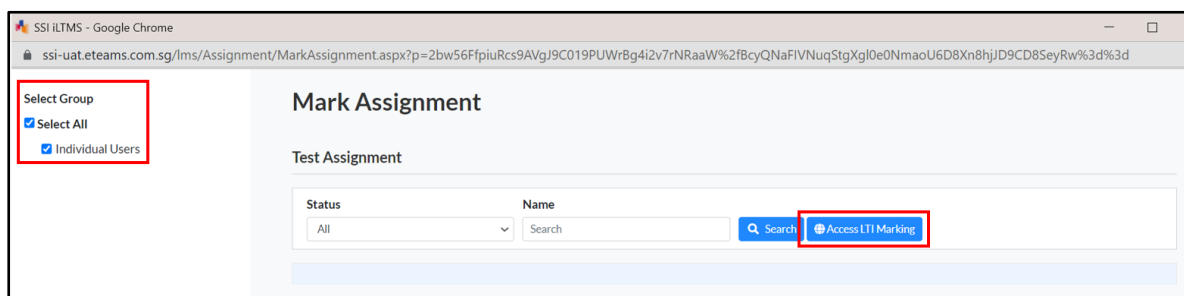 SSI iLTMS - Google Chrome
ssi-uat.eteams.com.sg/lms/Assignment/MarkAssignment.aspx?p=2bw56FfpiuRcs9AVgJ9C019PUWrBg4i2v7rNRaaW%2fBcyQNaFIVNuqStgXgl0e0NmaoU6D8Xn8hjJD9CD8SeyRw%3d%3d
Select Group
Select All
Individual Users
Mark Assignment
Test Assignment
Status Name
All Search Search Access LTI Marking